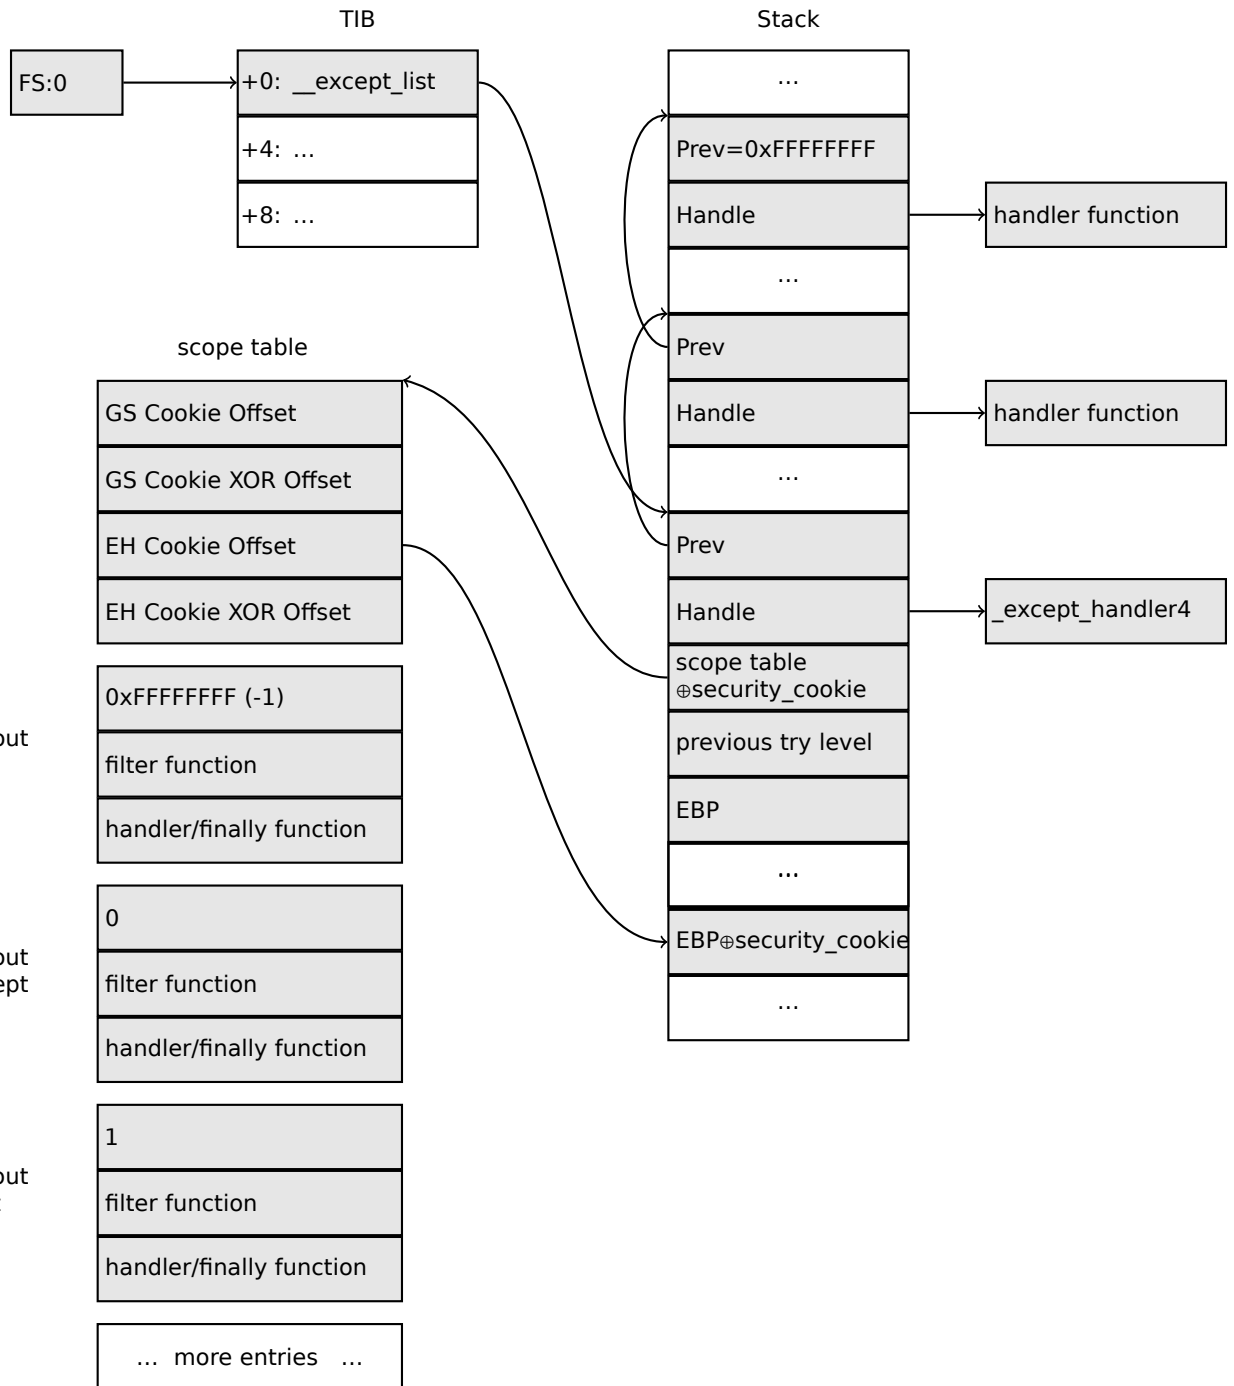 TIB
Stack
FS:0
+0: __except_list
+4: ...
+8: ...
...
Prev=0xFFFFFFFF
Handle
handler function
...
Prev
Handle
handler function
...
Prev
Handle
_except_handler4
scope table
⊕security_cookie
previous try level
EBP
...
EBP⊕security_cookie
...
scope table
GS Cookie Offset
GS Cookie XOR Offset
EH Cookie Offset
EH Cookie XOR Offset
0xFFFFFFFF (-1)
filter function
handler/finally function
0
filter function
handler/finally function
1
filter function
handler/finally function
... more entries ...